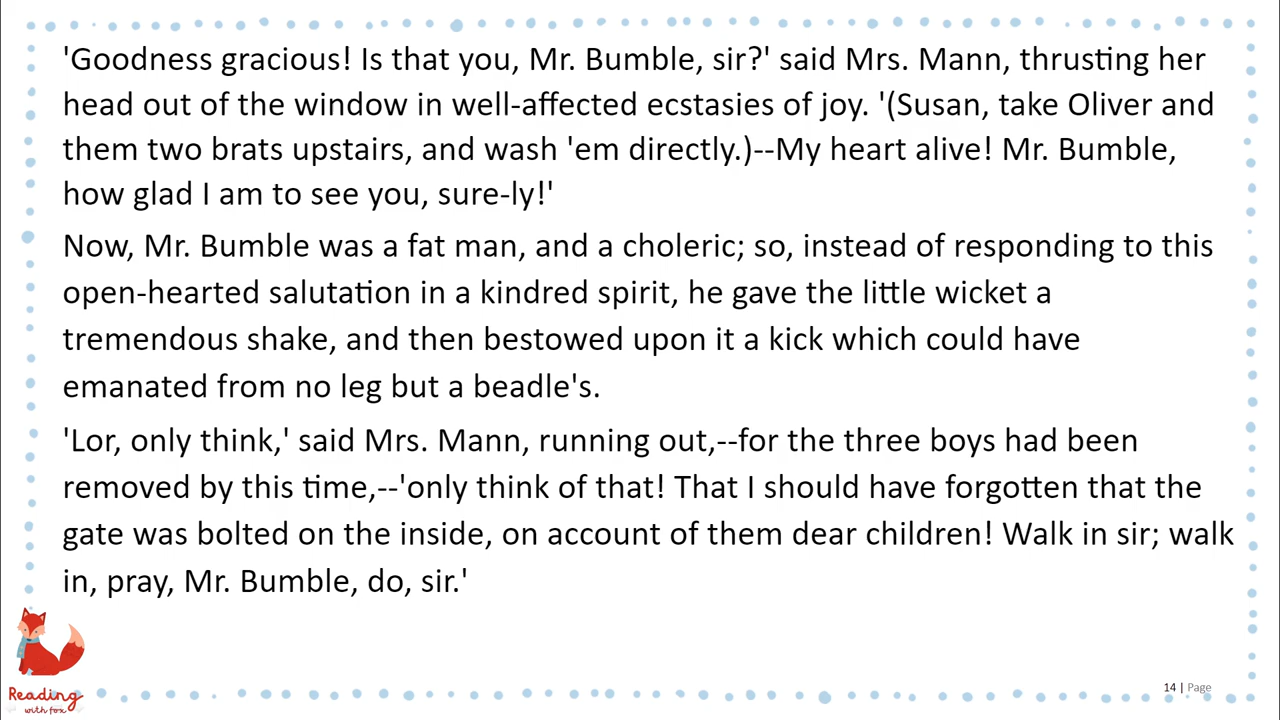 'Goodness gracious! Is that you, Mr. Bumble, sir?' said Mrs. Mann, thrusting her
head out of the window in well-affected ecstasies of joy. '(Susan, take Oliver and
them two brats upstairs, and wash 'em directly.)--My heart alive! Mr. Bumble,
how glad I am to see you, sure-ly!'
Now, Mr. Bumble was a fat man, and a choleric; so, instead of responding to this
open-hearted salutation in a kindred spirit, he gave the little wicket a
tremendous shake, and then bestowed upon it a kick which could have
emanated from no leg but a beadle's.
'Lor, only think,' said Mrs. Mann, running out,--for the three boys had been
removed by this time,--'only think of that! That I should have forgotten that the
gate was bolted on the inside, on account of them dear children! Walk in sir; walk
in, pray, Mr. Bumble, do, sir.'
Reading
with fox
14 | Page